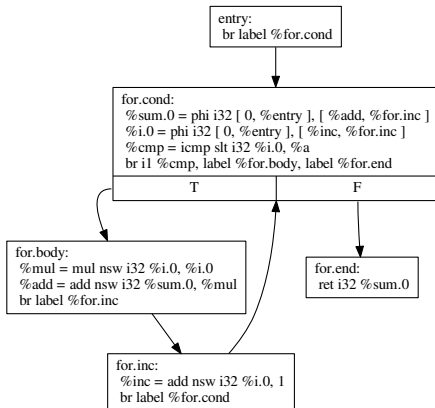 entry:
br label %for.cond
for.cond:
%sum.0 = phi i32 [ 0, %entry ], [ %add, %for.inc ]
%i.0 = phi i32 [ 0, %entry ], [ %inc, %for.inc ]
%cmp = icmp slt i32 %i.0, %a
br i1 %cmp, label %for.body, label %for.end
T
F
for.body:
%mul = mul nsw i32 %i.0, %i.0
%add = add nsw i32 %sum.0, %mul
br label %for.inc
for.end:
ret i32 %sum.0
for.inc:
%inc = add nsw i32 %i.0, 1
br label %for.cond